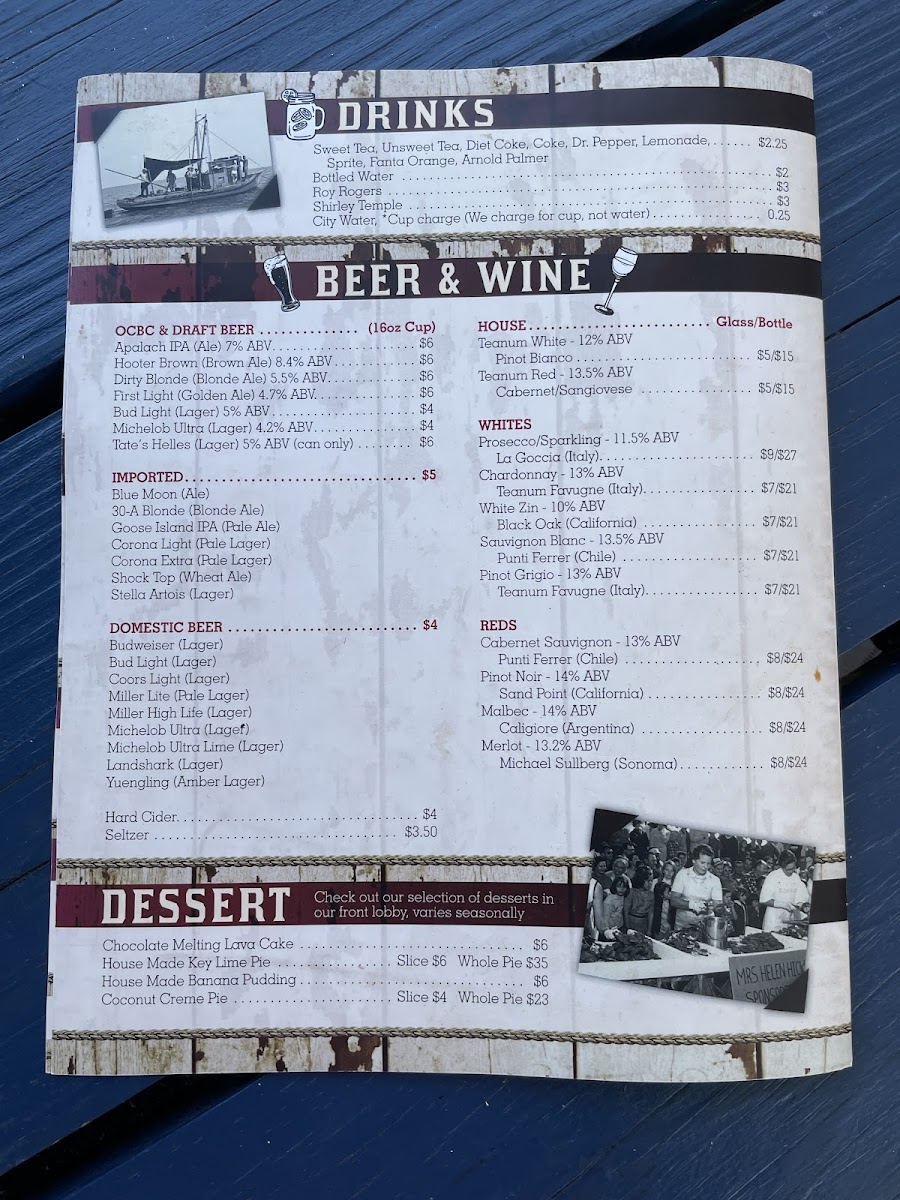 DRINKS
Sweet Tea, Unsweet Tea, Diet Coke, Coke, Dr. Pepper, Lemonade, . . . . . . $2.25
Sprite, Fanta Orange, Arnold Palmer
Bottled Water . . . . . . $2
Roy Rogers . . . . . . $3
Shirley Temple . . . . . . $3
City Water, *Cup charge (We charge for cup, not water) . . . . . . 0.25
BEER & WINE
OCBC & DRAFT BEER . . . . . . (16oz Cup)
Apalach IPA (Ale) 7% ABV . . . . . . $6
Hooter Brown (Brown Ale) 8.4% ABV . . . . . . $6
Dirty Blonde (Blonde Ale) 5.5% ABV . . . . . . $6
First Light (Golden Ale) 4.7% ABV . . . . . . $6
Bud Light (Lager) 5% ABV . . . . . . $4
Michelob Ultra (Lager) 4.2% ABV . . . . . . $4
Tate's Helles (Lager) 5% ABV (can only) . . . . . . $6
IMPORTED . . . . . . $5
Blue Moon (Ale)
30-A Blonde (Blonde Ale)
Goose Island IPA (Pale Ale)
Corona Light (Pale Lager)
Corona Extra (Pale Lager)
Shock Top (Wheat Ale)
Stella Artois (Lager)
DOMESTIC BEER . . . . . . $4
Budweiser (Lager)
Bud Light (Lager)
Coors Light (Lager)
Miller Lite (Pale Lager)
Miller High Life (Lager)
Michelob Ultra (Lager)
Michelob Ultra Lime (Lager)
Landshark (Lager)
Yuengling (Amber Lager)
Hard Cider . . . . . . $4
Seltzer . . . . . . $3.50
HOUSE . . . . . . Glass/Bottle
Teanum White - 12% ABV
Pinot Bianco . . . . . . $5/$15
Teanum Red - 13.5% ABV
Cabernet/Sangiovese . . . . . . $5/$15
WHITES
Prosecco/Sparkling - 11.5% ABV
La Goccia (Italy) . . . . . . $9/$27
Chardonnay - 13% ABV
Teanum Favugne (Italy) . . . . . . $7/$21
White Zin - 10% ABV
Black Oak (California) . . . . . . $7/$21
Sauvignon Blanc - 13.5% ABV
Punti Ferrer (Chile) . . . . . . $7/$21
Pinot Grigio - 13% ABV
Teanum Favugne (Italy) . . . . . . $7/$21
REDS
Cabernet Sauvignon - 13% ABV
Punti Ferrer (Chile) . . . . . . $8/$24
Pinot Noir - 14% ABV
Sand Point (California) . . . . . . $8/$24
Malbec - 14% ABV
Caligiore (Argentina) . . . . . . $8/$24
Merlot - 13.2% ABV
Michael Sullberg (Sonoma) . . . . . . $8/$24
DESSERT
Check out our selection of desserts in
our front lobby, varies seasonally
Chocolate Melting Lava Cake . . . . . . $6
House Made Key Lime Pie . . . . . . Slice $6 Whole Pie $35
House Made Banana Pudding . . . . . . $6
Coconut Creme Pie . . . . . . Slice $4 Whole Pie $23
MRS HELEN